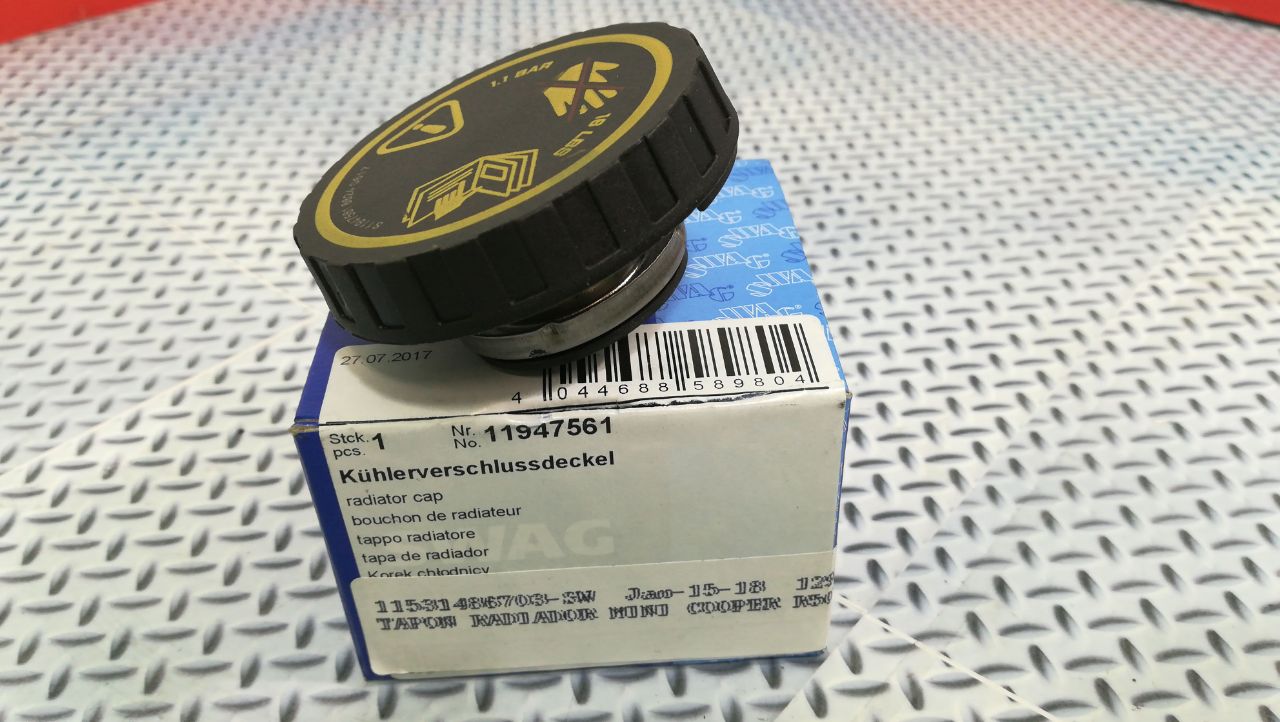 1.1 BAR
16 LBS
SWAG
27.07.2017
4 044688 589804
Stck. 1 Nr. 11947561
pcs. No.
Kühlerverschlussdeckel
radiator cap
bouchon de radiateur
tappo radiatore
tapa de radiador
Korek chłodnicy
11531486703-SW Jan-15-18
TAPON RADIADOR MINI COOPER R50